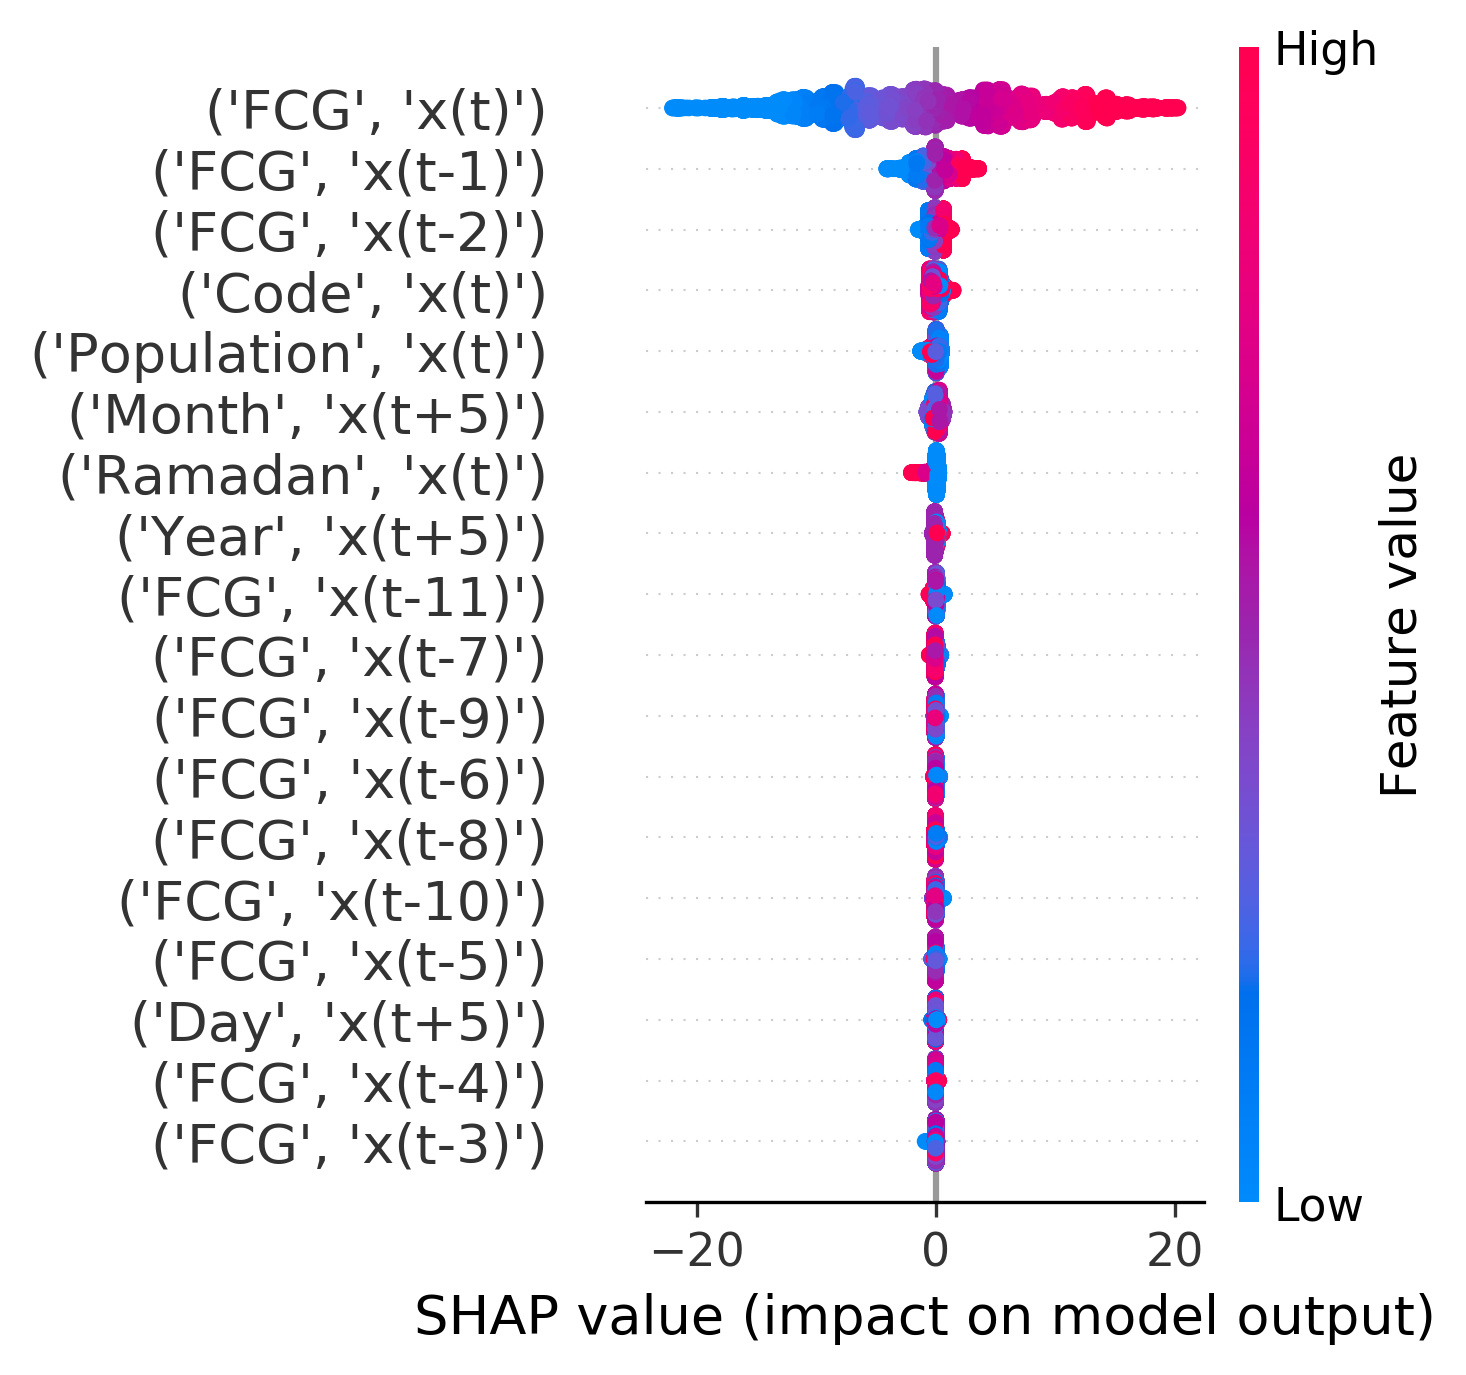 High
('FCG', 'x(t)')
('FCG', 'x(t-1)')
('FCG', 'x(t-2)')
('Code', 'x(t)')
('Population', 'x(t)')
('Month', 'x(t+5)')
('Ramadan', 'x(t)')
('Year', 'x(t+5)')
('FCG', 'x(t-11)')
('FCG', 'x(t-7)')
('FCG', 'x(t-9)')
('FCG', 'x(t-6)')
('FCG', 'x(t-8)')
('FCG', 'x(t-10)')
('FCG', 'x(t-5)')
('Day', 'x(t+5)')
('FCG', 'x(t-4)')
('FCG', 'x(t-3)')
Feature value
Low
−20 0 20
SHAP value (impact on model output)